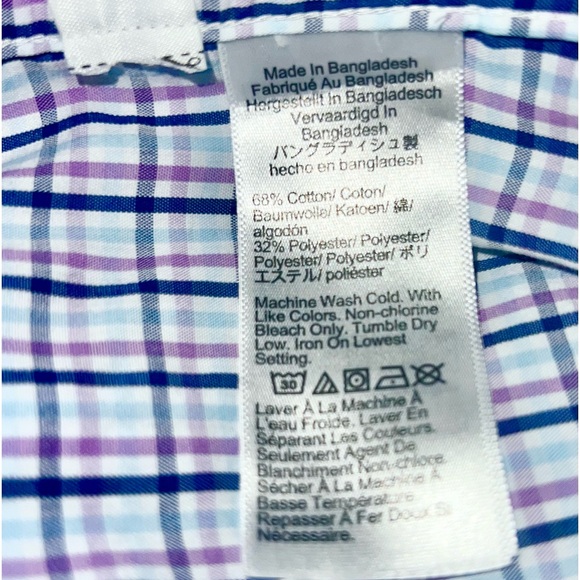 Made In Bangladesh
Fabriqué Au Bangladesh
Hergestellt In Bangladesch
Vervaardigd In
Bangladesh
バングラディシュ製
hecho en bangladesh
68% Cotton/ Coton/
Baumwolle/ Katoen/ 綿/
algodón
32% Polyester/ Polyester/
Polyester/ Polyester/ ポリ
エステル/ poliéster
Machine Wash Cold. With
Like Colors. Non-chlorine
Bleach Only. Tumble Dry
Low. Iron On Lowest
Setting.
30
Laver À La Machine À
L'eau Froide. Laver En
Séparant Les Couleurs.
Seulement Agent De
Blanchiment Non-chlore.
Sécher À La Machine À
Basse Température.
Repasser À Fer Doux Si
Nécessaire.